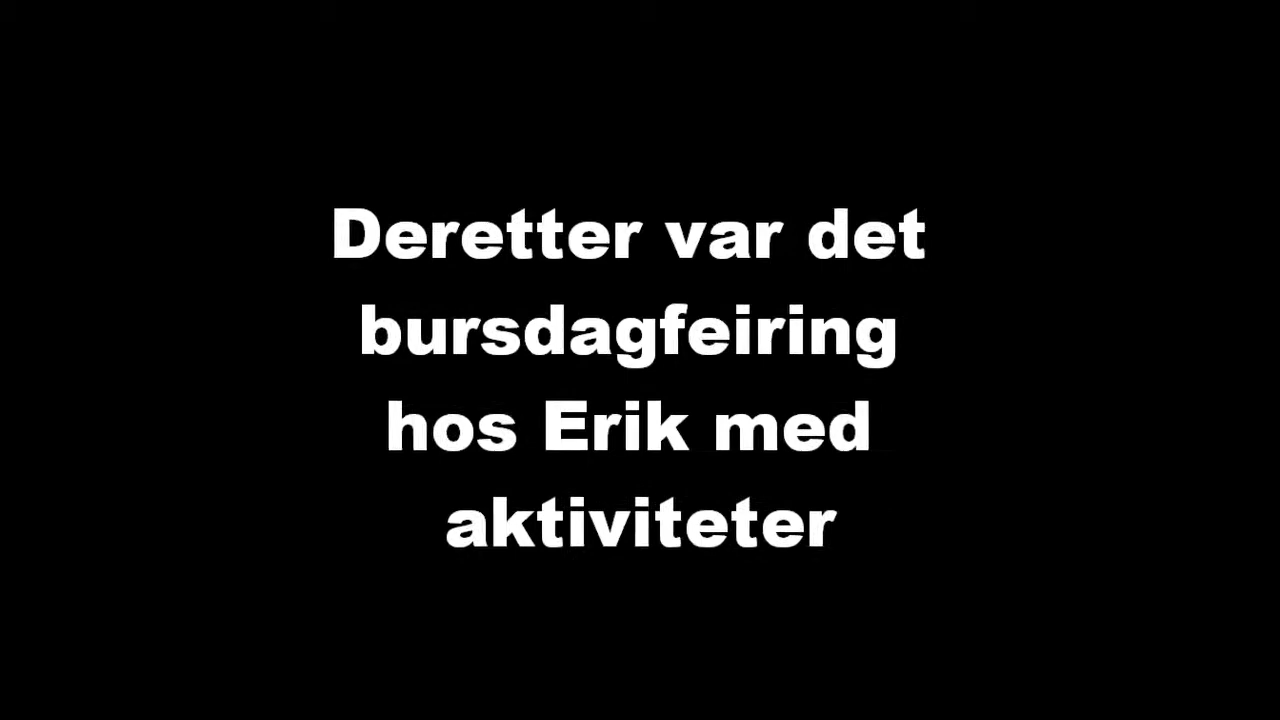 Deretter var det
bursdagfeiring
hos Erik med
aktiviteter